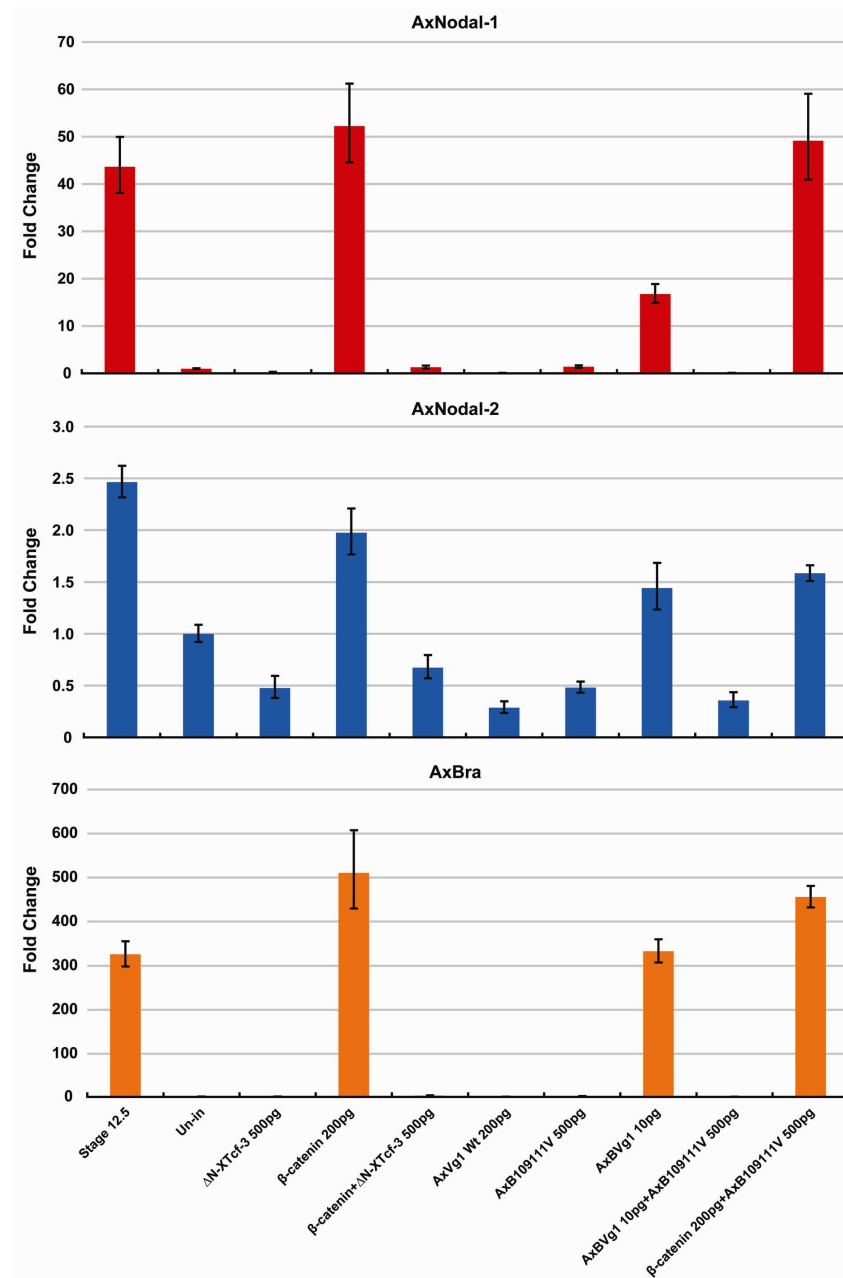 AxNodal-1
Fold Change
70
60
50
40
30
20
10
0
AxNodal-2
Fold Change
3.0
2.5
2.0
1.5
1.0
0.5
0
AxBra
Fold Change
700
600
500
400
300
200
100
0
Stage 12.5
Un-in
ΔN-XTcf-3 500pg
β-catenin 200pg
β-catenin+ΔN-XTcf-3 500pg
AxVg1 Wt 200pg
AxB109111V 500pg
AxBVg1 10pg
AxBVg1 10pg+AxB109111V 500pg
β-catenin 200pg+AxB109111V 500pg